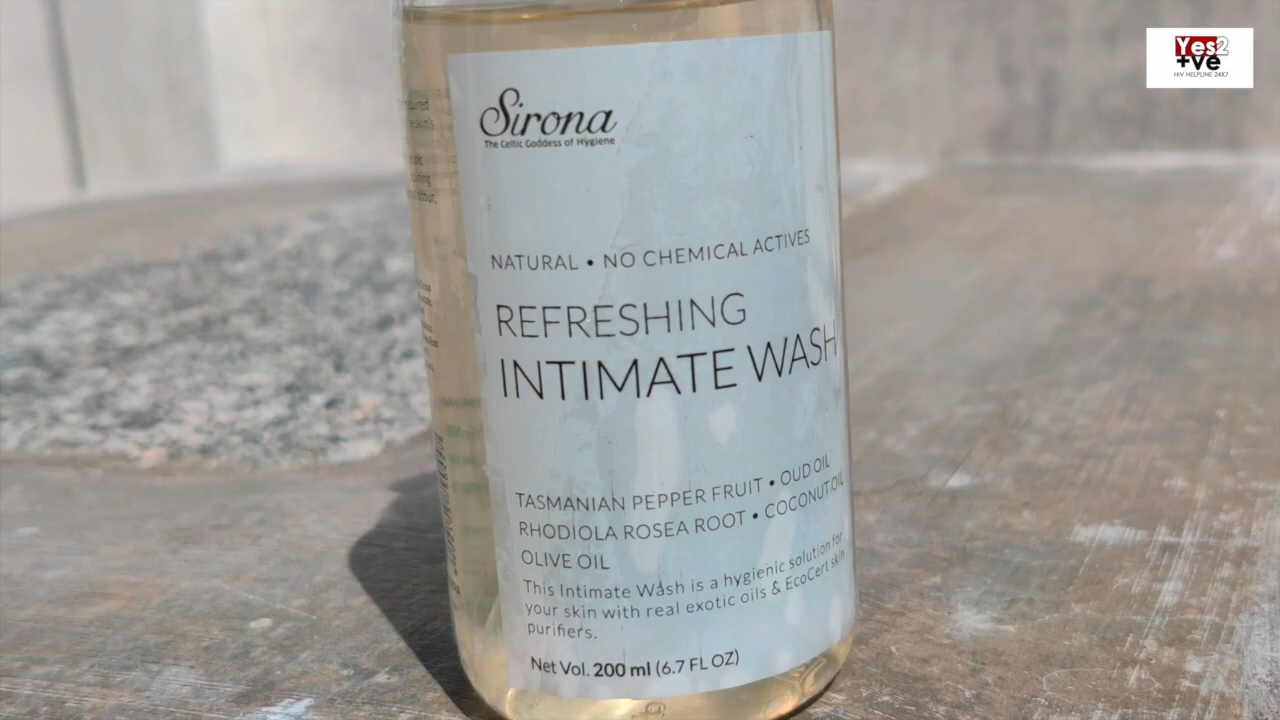 Yes2
+ve
HIV HELPLINE 24X7
Sirona
The Celtic Goddess of Hygiene
NATURAL • NO CHEMICAL ACTIVES
REFRESHING
INTIMATE WASH
TASMANIAN PEPPER FRUIT • OUD OIL
RHODIOLA ROSEA ROOT • COCONUT OIL
OLIVE OIL
This Intimate Wash is a hygienic solution for
your skin with real exotic oils & EcoCert skin
purifiers.
Net Vol. 200 ml (6.7 FL OZ)